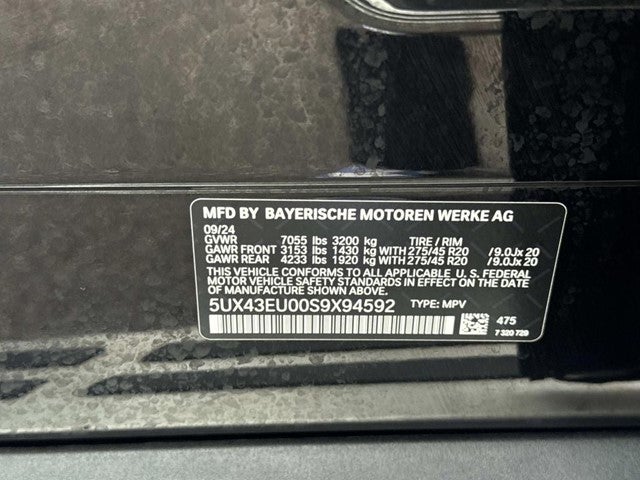 MFD BY BAYERISCHE MOTOREN WERKE AG
09/24
GVWR 7055 lbs 3200 kg TIRE / RIM
GAWR FRONT 3153 lbs 1430 kg WITH 275/45 R20 /9.0Jx 20
GAWR REAR 4233 lbs 1920 kg WITH 275/45 R20 /9.0Jx 20
THIS VEHICLE CONFORMS TO ALL APPLICABLE U.S. FEDERAL
MOTOR VEHICLE SAFETY STANDARDS IN EFFECT ON THE DATE OF
MANUFACTURE SHOWN ABOVE.
5UX43EU00S9X94592 TYPE: MPV
475
7 320 729